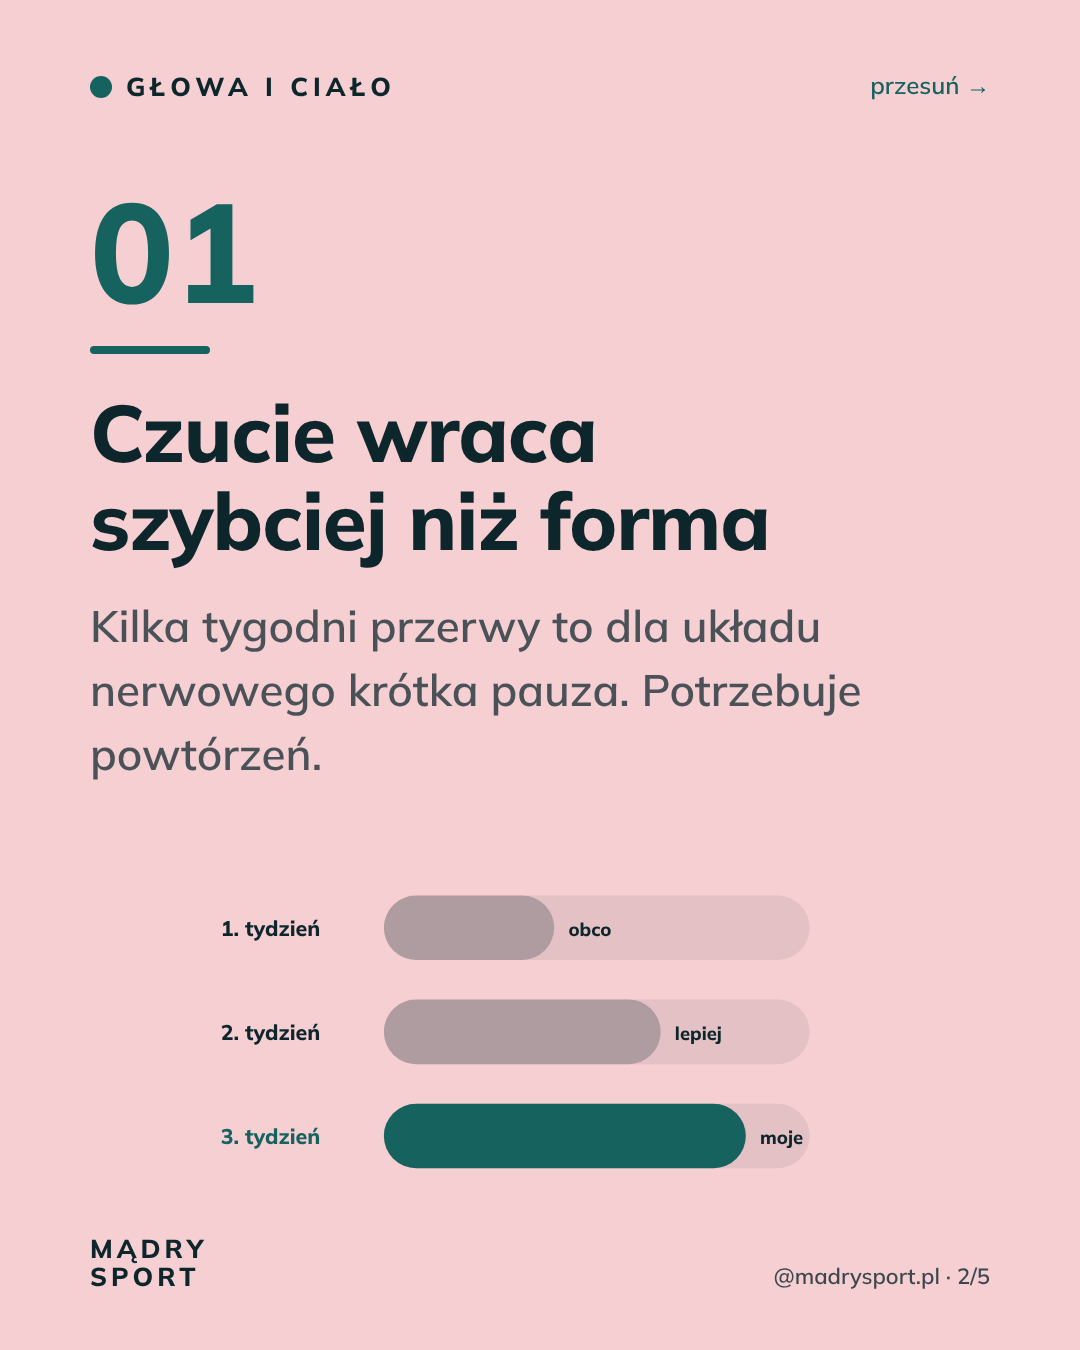 GŁOWA I CIAŁO
przesuń →
01
Czucie wraca
szybciej niż forma
Kilka tygodni przerwy to dla układu
nerwowego krótka pauza. Potrzebuje
powtórzeń.
1. tydzień obco
2. tydzień lepiej
3. tydzień moje
MĄDRY
SPORT
@madrysport.pl · 2/5